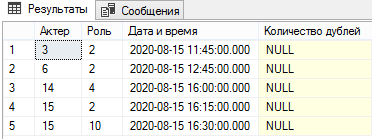 Результаты Сообщения
Актер Роль Дата и время Количество дублей
1 3 2 2020-08-15 11:45:00.000 NULL
2 6 2 2020-08-15 12:45:00.000 NULL
3 14 4 2020-08-15 16:00:00.000 NULL
4 15 2 2020-08-15 16:15:00.000 NULL
5 15 10 2020-08-15 16:30:00.000 NULL